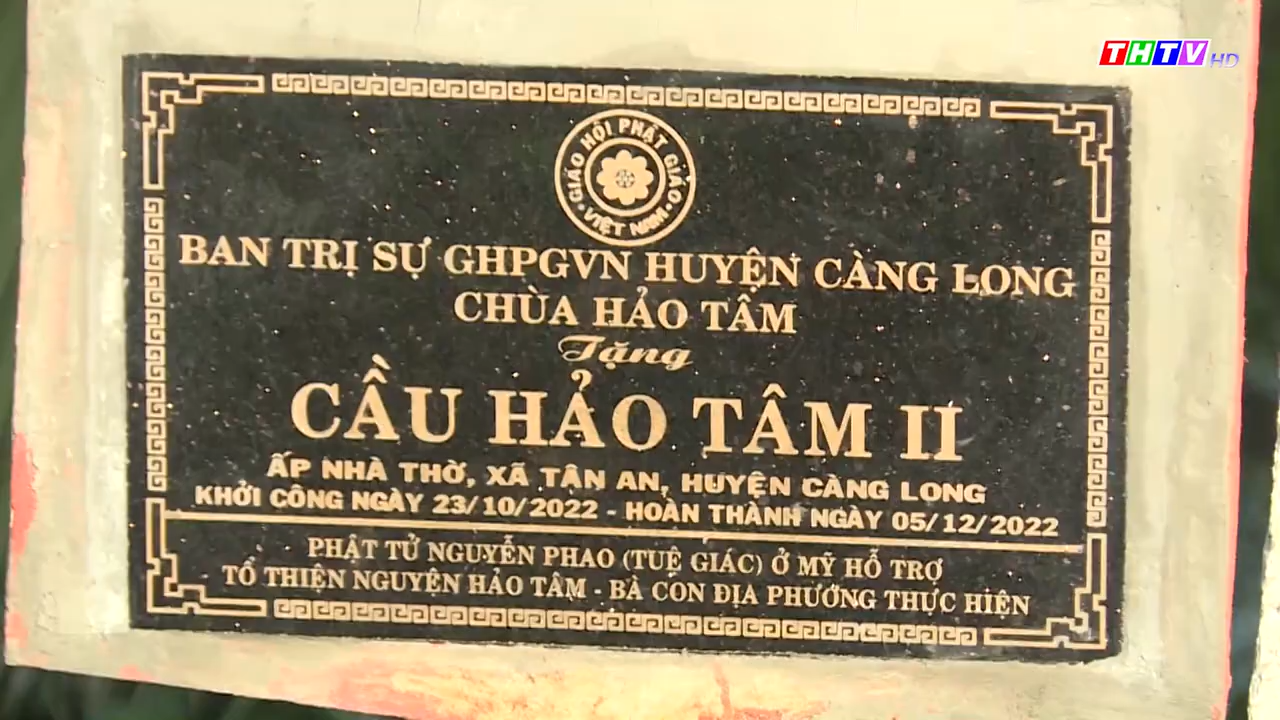 THTV HD
GIÁO HỘI PHẬT GIÁO
VIỆT NAM
BAN TRỊ SỰ GHPGVN HUYỆN CÀNG LONG
CHÙA HẢO TÂM
Tặng
CẦU HẢO TÂM II
ẤP NHÀ THỜ, XÃ TÂN AN, HUYỆN CÀNG LONG
KHỞI CÔNG NGÀY 23/10/2022 - HOÀN THÀNH NGÀY 05/12/2022
PHẬT TỬ NGUYỄN PHAO (TUỆ GIÁC) Ở MỸ HỖ TRỢ
TỔ THIỆN NGUYỆN HẢO TÂM - BÀ CON ĐỊA PHƯƠNG THỰC HIỆN